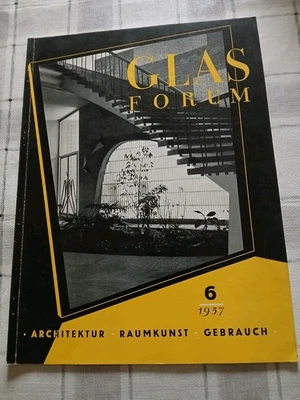 GLAS
FORUM
6
1957
· ARCHITEKTUR · RAUMKUNST · GEBRAUCH ·